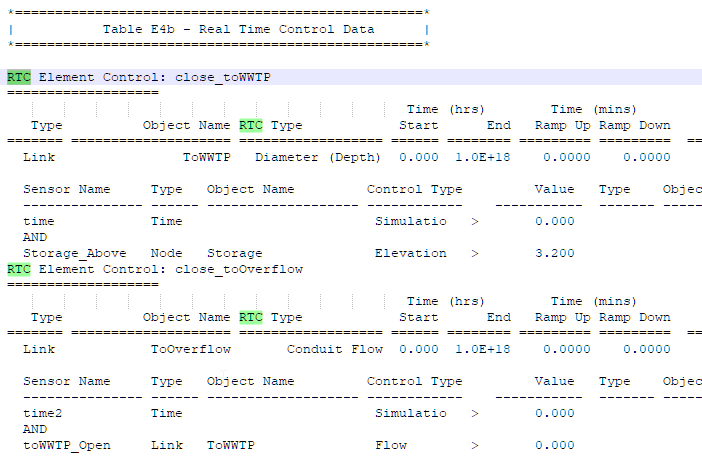 *===================================================*
|           Table E4b - Real Time Control Data      |
*===================================================*
RTC Element Control: close_toWWTP
===================
Time (hrs) Time (mins)
Type Object Name RTC Type Start End Ramp Up Ramp Down
======= ==================== ================== ====== ======== ======= ========= ==
Link ToWWTP Diameter (Depth) 0.000 1.0E+18 0.0000 0.0000
Sensor Name Type Object Name Control Type Value Type Objec
--------------- ------ ------------------- ------------------ ----------- ------- -----
time Time Simulatio > 0.000
AND
Storage_Above Node Storage Elevation > 3.200
RTC Element Control: close_toOverflow
===================
Time (hrs) Time (mins)
Type Object Name RTC Type Start End Ramp Up Ramp Down
======= ==================== ================== ====== ======== ======= ========= ==
Link ToOverflow Conduit Flow 0.000 1.0E+18 0.0000 0.0000
Sensor Name Type Object Name Control Type Value Type Objec
--------------- ------ ------------------- ------------------ ----------- ------- -----
time2 Time Simulatio > 0.000
AND
toWWTP_Open Link ToWWTP Flow > 0.000